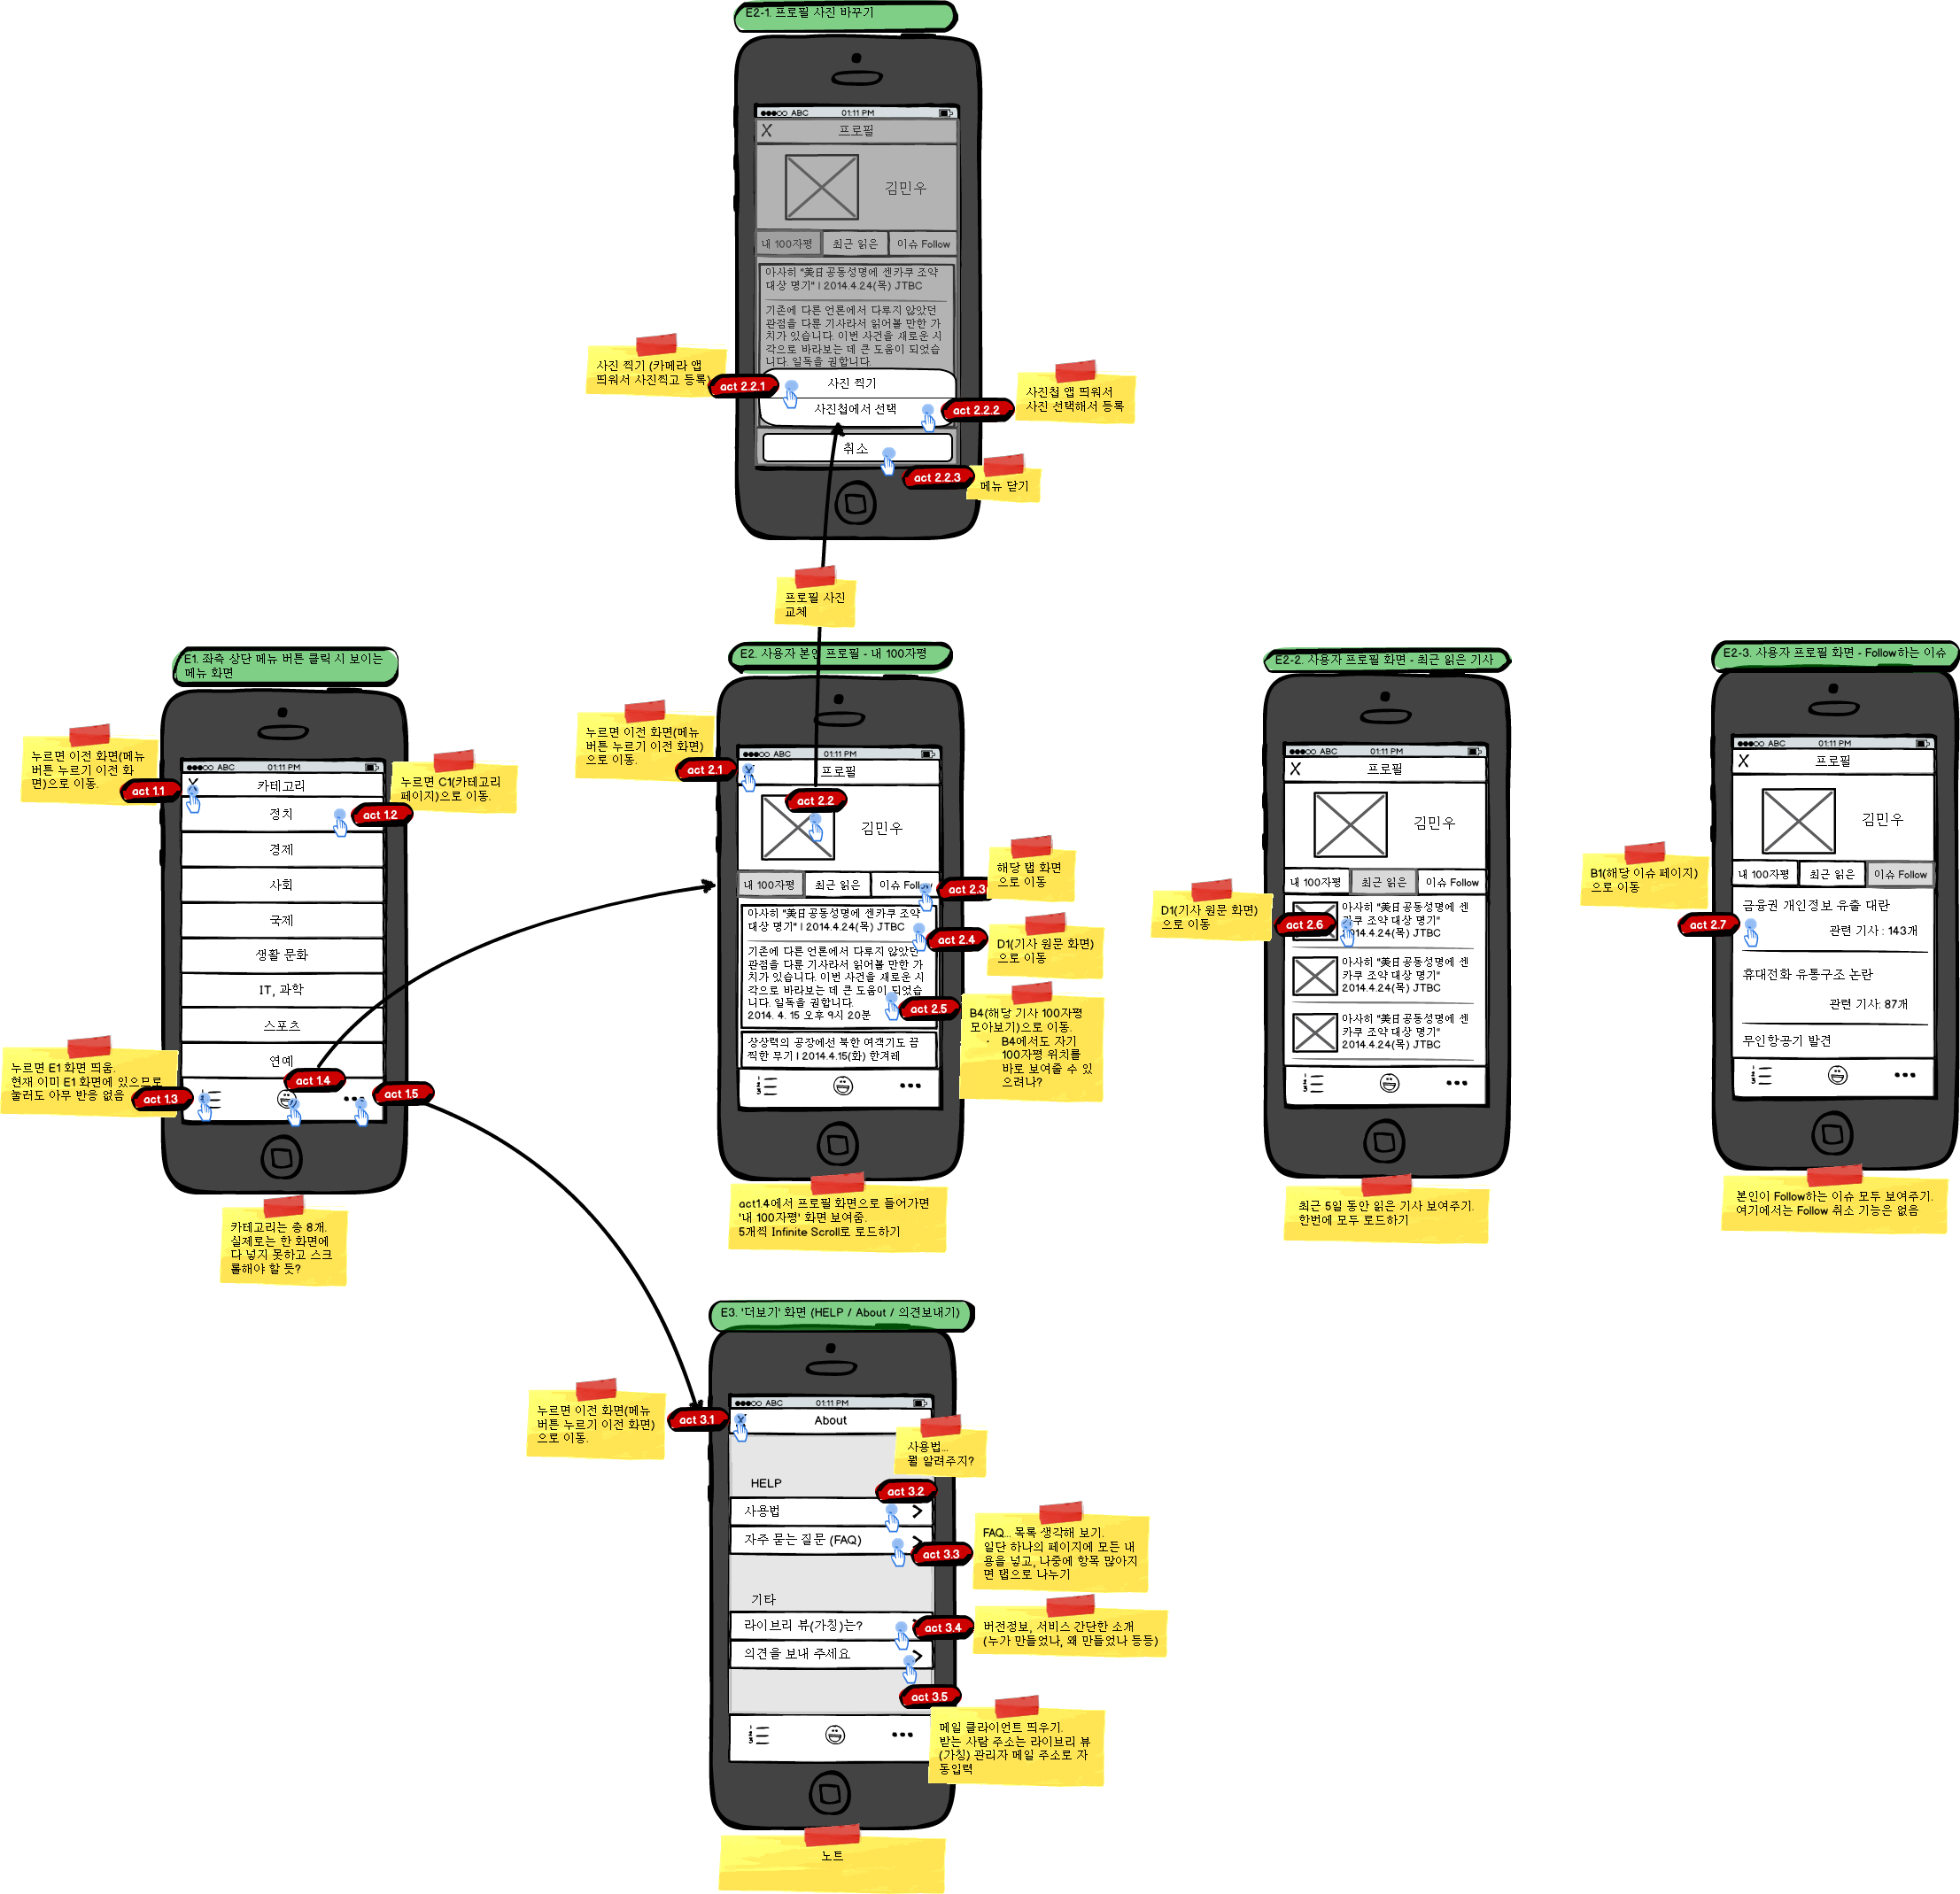 E2-1. 프로필 사진 바꾸기
ABC 01:11 PM
X 프로필
김민우
내 100자평 최근 읽은 이슈 Follow
아사히 "美日공동성명에 센카쿠 조약
대상 명기" | 2014.4.24(목) JTBC
기존에 다른 언론에서 다루지 않았던
관점을 다룬 기사라서 읽어볼 만한 가
치가 있습니다. 이번 사건을 새로운 시
각으로 바라보는 데 큰 도움이 되었습
니다. 일독을 권합니다.
사진 찍기 (카메라 앱
띄워서 사진찍고 등록)
act 2.2.1
사진 찍기
사진첩에서 선택
act 2.2.2
사진첩 앱 띄워서
사진 선택해서 등록
취소
act 2.2.3
메뉴 닫기
프로필 사진
교체
E1. 좌측 상단 메뉴 버튼 클릭 시 보이는
메뉴 화면
누르면 이전 화면(메뉴
버튼 누르기 이전 화
면)으로 이동.
act 1.1
ABC 01:11 PM
X 카테고리
정치
경제
사회
국제
생활 문화
IT, 과학
스포츠
연예
누르면 C1(카테고리
페이지)으로 이동.
act 1.2
누르면 E1 화면 띄움.
현재 이미 E1 화면에 있으므로
눌러도 아무 반응 없음
act 1.3
act 1.4
act 1.5
카테고리는 총 8개.
실제로는 한 화면에
다 넣지 못하고 스크
롤해야 할 듯?
E2. 사용자 본인 프로필 - 내 100자평
누르면 이전 화면(메뉴
버튼 누르기 이전 화면)
으로 이동.
act 2.1
ABC 01:11 PM
X 프로필
act 2.2
김민우
내 100자평 최근 읽은 이슈 Follow
act 2.3
해당 탭 화면
으로 이동
아사히 "美日공동성명에 센카쿠 조약
대상 명기" | 2014.4.24(목) JTBC
act 2.4
D1(기사 원문 화면)
으로 이동
기존에 다른 언론에서 다루지 않았던
관점을 다룬 기사라서 읽어볼 만한 가
치가 있습니다. 이번 사건을 새로운 시
각으로 바라보는 데 큰 도움이 되었습
니다. 일독을 권합니다.
2014. 4. 15 오후 9시 20분
act 2.5
B4(해당 기사 100자평
모아보기)으로 이동.
· B4에서도 자기
100자평 위치를
바로 보여줄 수 있
으려나?
상상력의 공장에선 북한 여객기도 끔
찍한 무기 | 2014.4.15(화) 한겨레
1
2
3
act1.4에서 프로필 화면으로 들어가면
'내 100자평' 화면 보여줌.
5개씩 Infinite Scroll로 로드하기
E2-2. 사용자 프로필 화면 - 최근 읽은 기사
ABC 01:11 PM
X 프로필
김민우
내 100자평 최근 읽은 이슈 Follow
D1(기사 원문 화면)
으로 이동
act 2.6
아사히 "美日공동성명에 센
카쿠 조약 대상 명기"
2014.4.24(목) JTBC
아사히 "美日공동성명에 센
카쿠 조약 대상 명기"
2014.4.24(목) JTBC
아사히 "美日공동성명에 센
카쿠 조약 대상 명기"
2014.4.24(목) JTBC
1
2
3
최근 5일 동안 읽은 기사 보여주기.
한번에 모두 로드하기
E2-3. 사용자 프로필 화면 - Follow하는 이슈
ABC 01:11 PM
X 프로필
김민우
내 100자평 최근 읽은 이슈 Follow
B1(해당 이슈 페이지)
으로 이동
act 2.7
금융권 개인정보 유출 대란
관련 기사 : 143개
휴대전화 유통구조 논란
관련 기사: 87개
무인항공기 발견
1
2
3
본인이 Follow하는 이슈 모두 보여주기.
여기에서는 Follow 취소 기능은 없음
E3. '더보기' 화면 (HELP / About / 의견보내기)
누르면 이전 화면(메뉴
버튼 누르기 이전 화면)
으로 이동.
act 3.1
ABC 01:11 PM
X About
사용법...
뭘 알려주지?
HELP
act 3.2
사용법
자주 묻는 질문 (FAQ)
act 3.3
FAQ... 목록 생각해 보기.
일단 하나의 페이지에 모든 내
용을 넣고, 나중에 항목 많아지
면 탭으로 나누기
기타
라이브리 뷰(가칭)는?
act 3.4
버전정보, 서비스 간단한 소개
(누가 만들었나, 왜 만들었나 등등)
의견을 보내 주세요
act 3.5
메일 클라이언트 띄우기.
받는 사람 주소는 라이브리 뷰
(가칭) 관리자 메일 주소로 자
동입력
1
2
3
노트